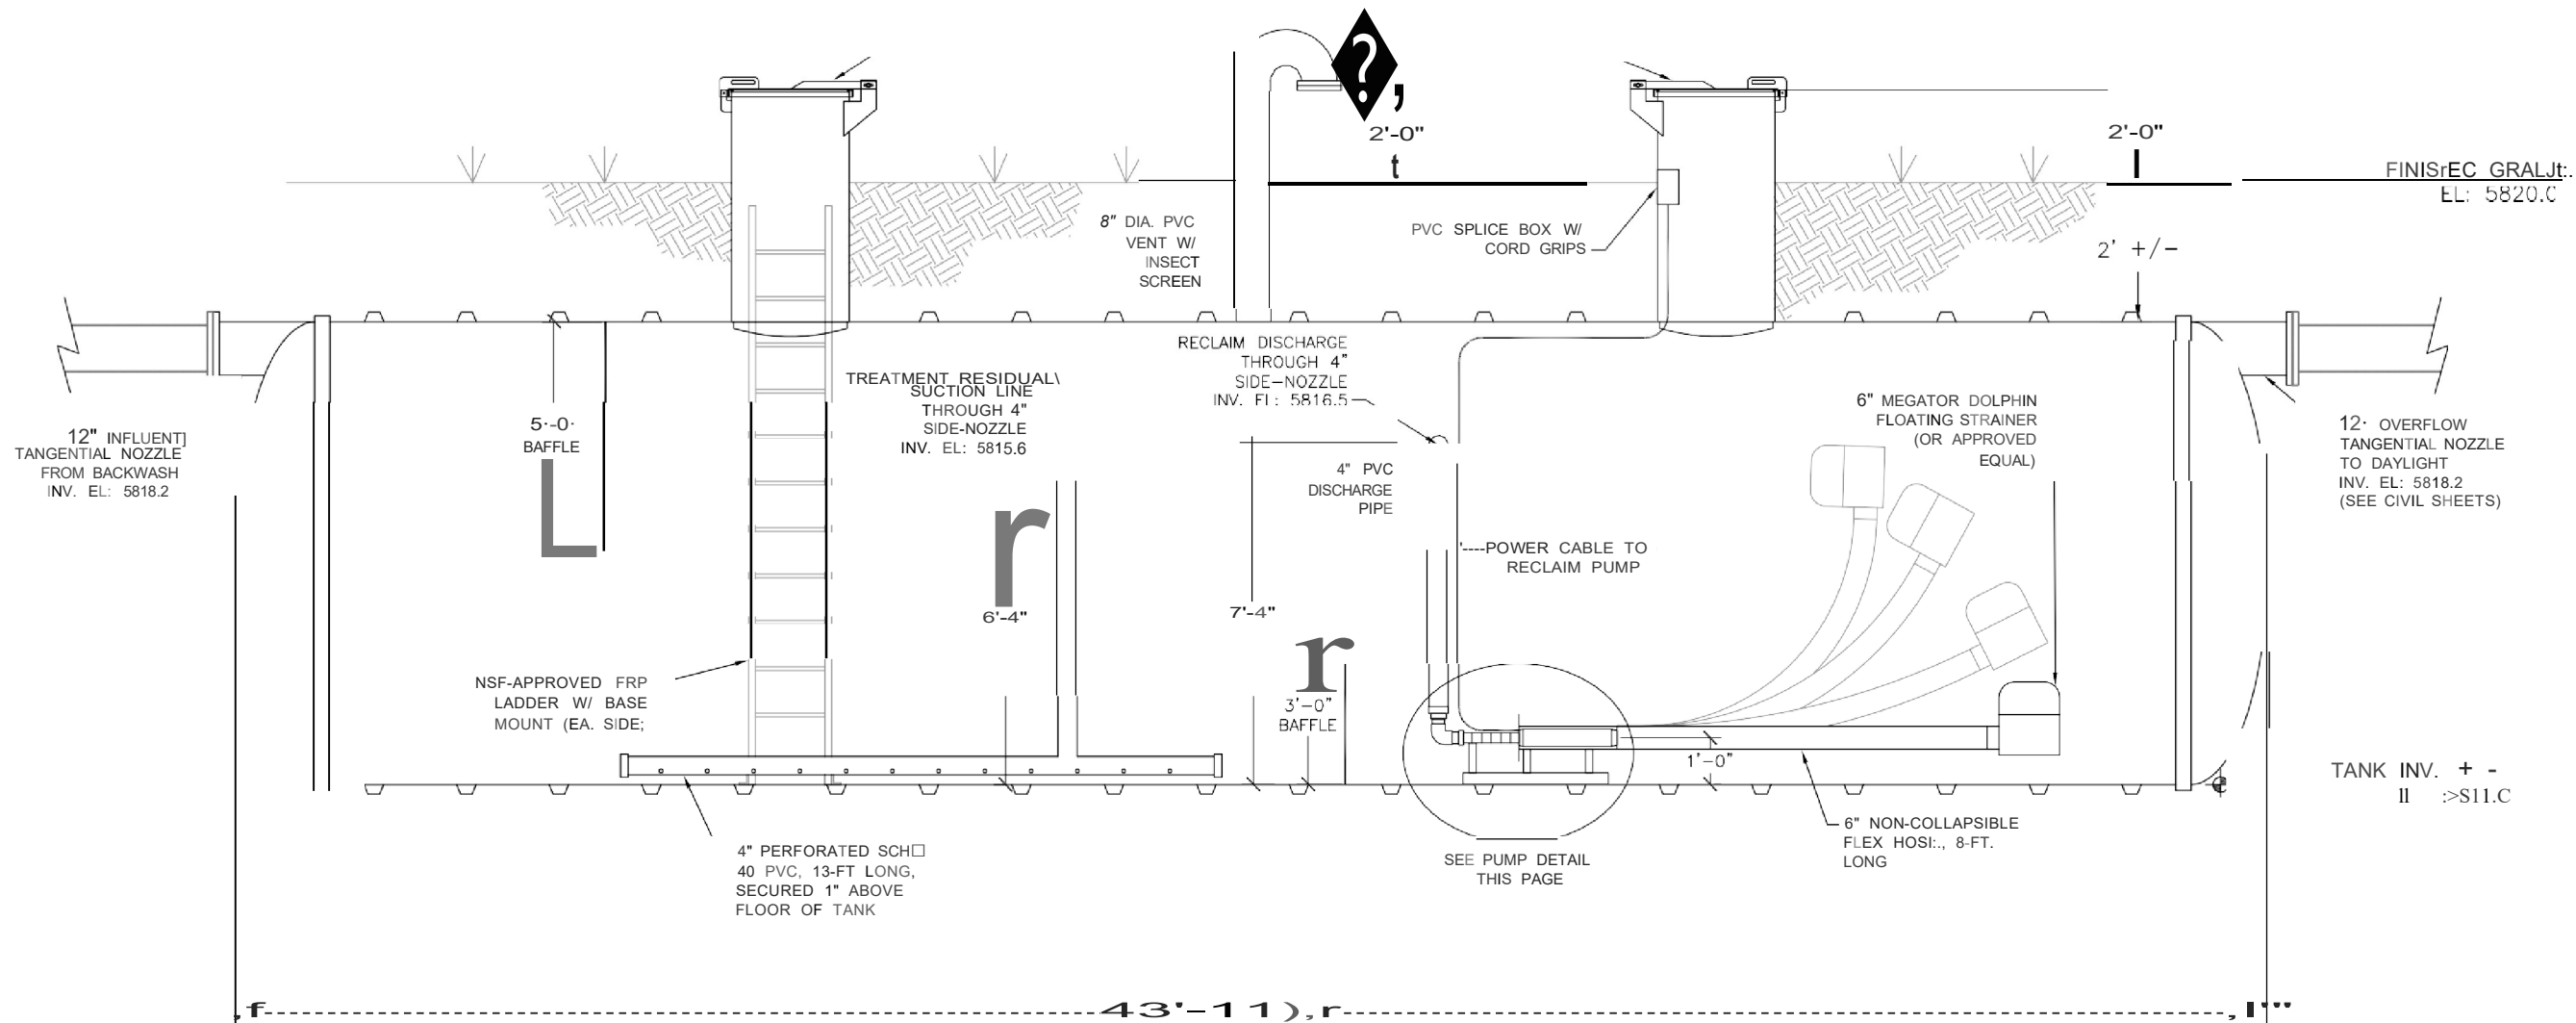 2'-0"
2'-0"
FINISrEC GRALJt:.
EL: 5820.C
8" DIA. PVC
VENT W/
INSECT
SCREEN
PVC SPLICE BOX W/
CORD GRIPS
2' +/-
RECLAIM DISCHARGE
THROUGH 4"
SIDE-NOZZLE
INV. El: 5816.5
TREATMENT RESIDUAL\
SUCTION LINE
THROUGH 4"
SIDE-NOZZLE
INV. EL: 5815.6
5·-0·
BAFFLE
12" INFLUENT]
TANGENTIAL NOZZLE
FROM BACKWASH
INV. EL: 5818.2
6" MEGATOR DOLPHIN
FLOATING STRAINER
(OR APPROVED
EQUAL)
12· OVERFLOW
TANGENTIAL NOZZLE
TO DAYLIGHT
INV. EL: 5818.2
(SEE CIVIL SHEETS)
4" PVC
DISCHARGE
PIPE
'----POWER CABLE TO
RECLAIM PUMP
L
r
6'-4"
7'-4"
r
3'-0"
BAFFLE
NSF-APPROVED FRP
LADDER W/ BASE
MOUNT (EA. SIDE;
1'-0"
TANK INV. + -
ll :>S11.C
4" PERFORATED SCH□
40 PVC, 13-FT LONG,
SECURED 1" ABOVE
FLOOR OF TANK
SEE PUMP DETAIL
THIS PAGE
6" NON-COLLAPSIBLE
FLEX HOSI:., 8-FT.
LONG
43'-11),r